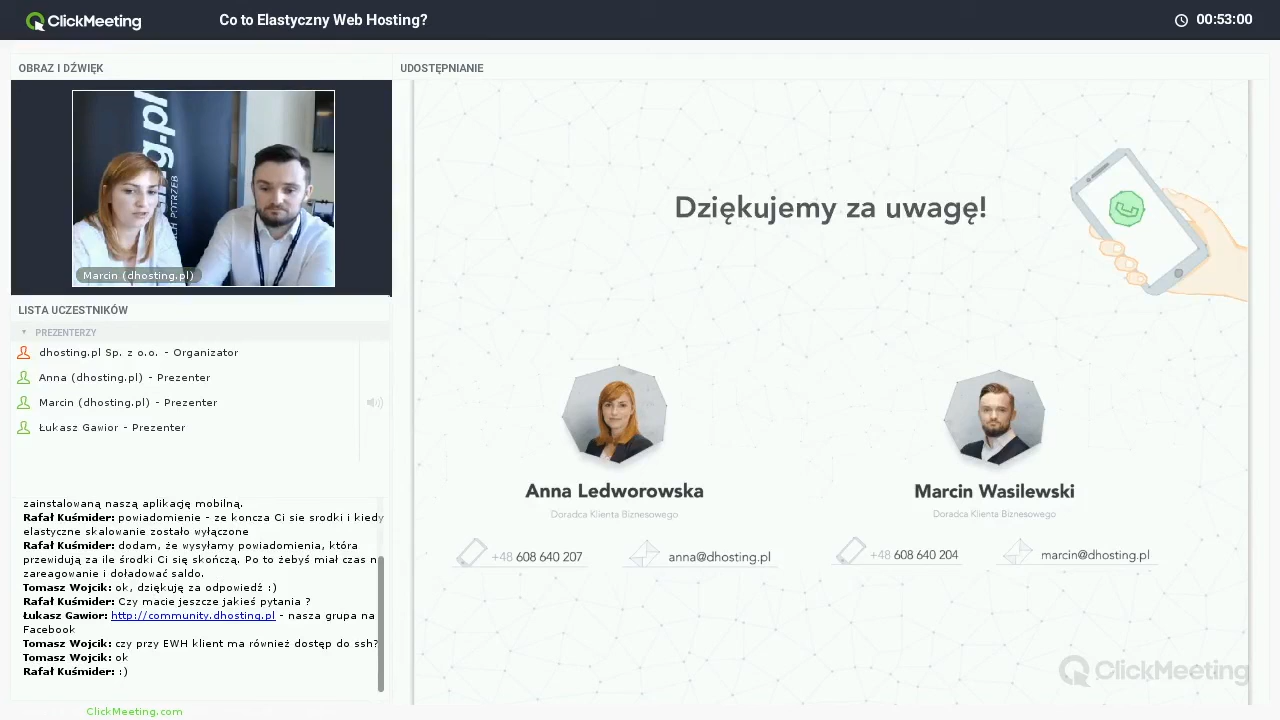 ClickMeeting
Co to Elastyczny Web Hosting?
00:53:00
OBRAZ I DŹWIĘK
ing.pl
CH POTRZEB
Marcin (dhosting.pl)
LISTA UCZESTNIKÓW
PREZENTERZY
dhosting.pl Sp. z o.o. - Organizator
Anna (dhosting.pl) - Prezenter
Marcin (dhosting.pl) - Prezenter
Łukasz Gawior - Prezenter
zainstalowaną naszą aplikację mobilną.
Rafał Kuśmider: powiadomienie - ze koncza Ci sie srodki i kiedy
elastyczne skalowanie zostało wyłączone
Rafał Kuśmider: dodam, że wysyłamy powiadomienia, która
przewidują za ile środki Ci się skończą. Po to żebyś miał czas n
zareagowanie i doładować saldo.
Tomasz Wojcik: ok, dziękuję za odpowiedź :)
Rafał Kuśmider: Czy macie jeszcze jakieś pytania ?
Łukasz Gawior: http://community.dhosting.pl - nasza grupa na
Facebook
Tomasz Wojcik: czy przy EWH klient ma również dostęp do ssh?
Tomasz Wojcik: ok
Rafał Kuśmider: :)
ClickMeeting.com
UDOSTĘPNIANIE
Dziękujemy za uwagę!
Anna Ledworowska
Doradca Klienta Biznesowego
+48 608 640 207
anna@dhosting.pl
Marcin Wasilewski
Doradca Klienta Biznesowego
+48 608 640 204
marcin@dhosting.pl
ClickMeeting